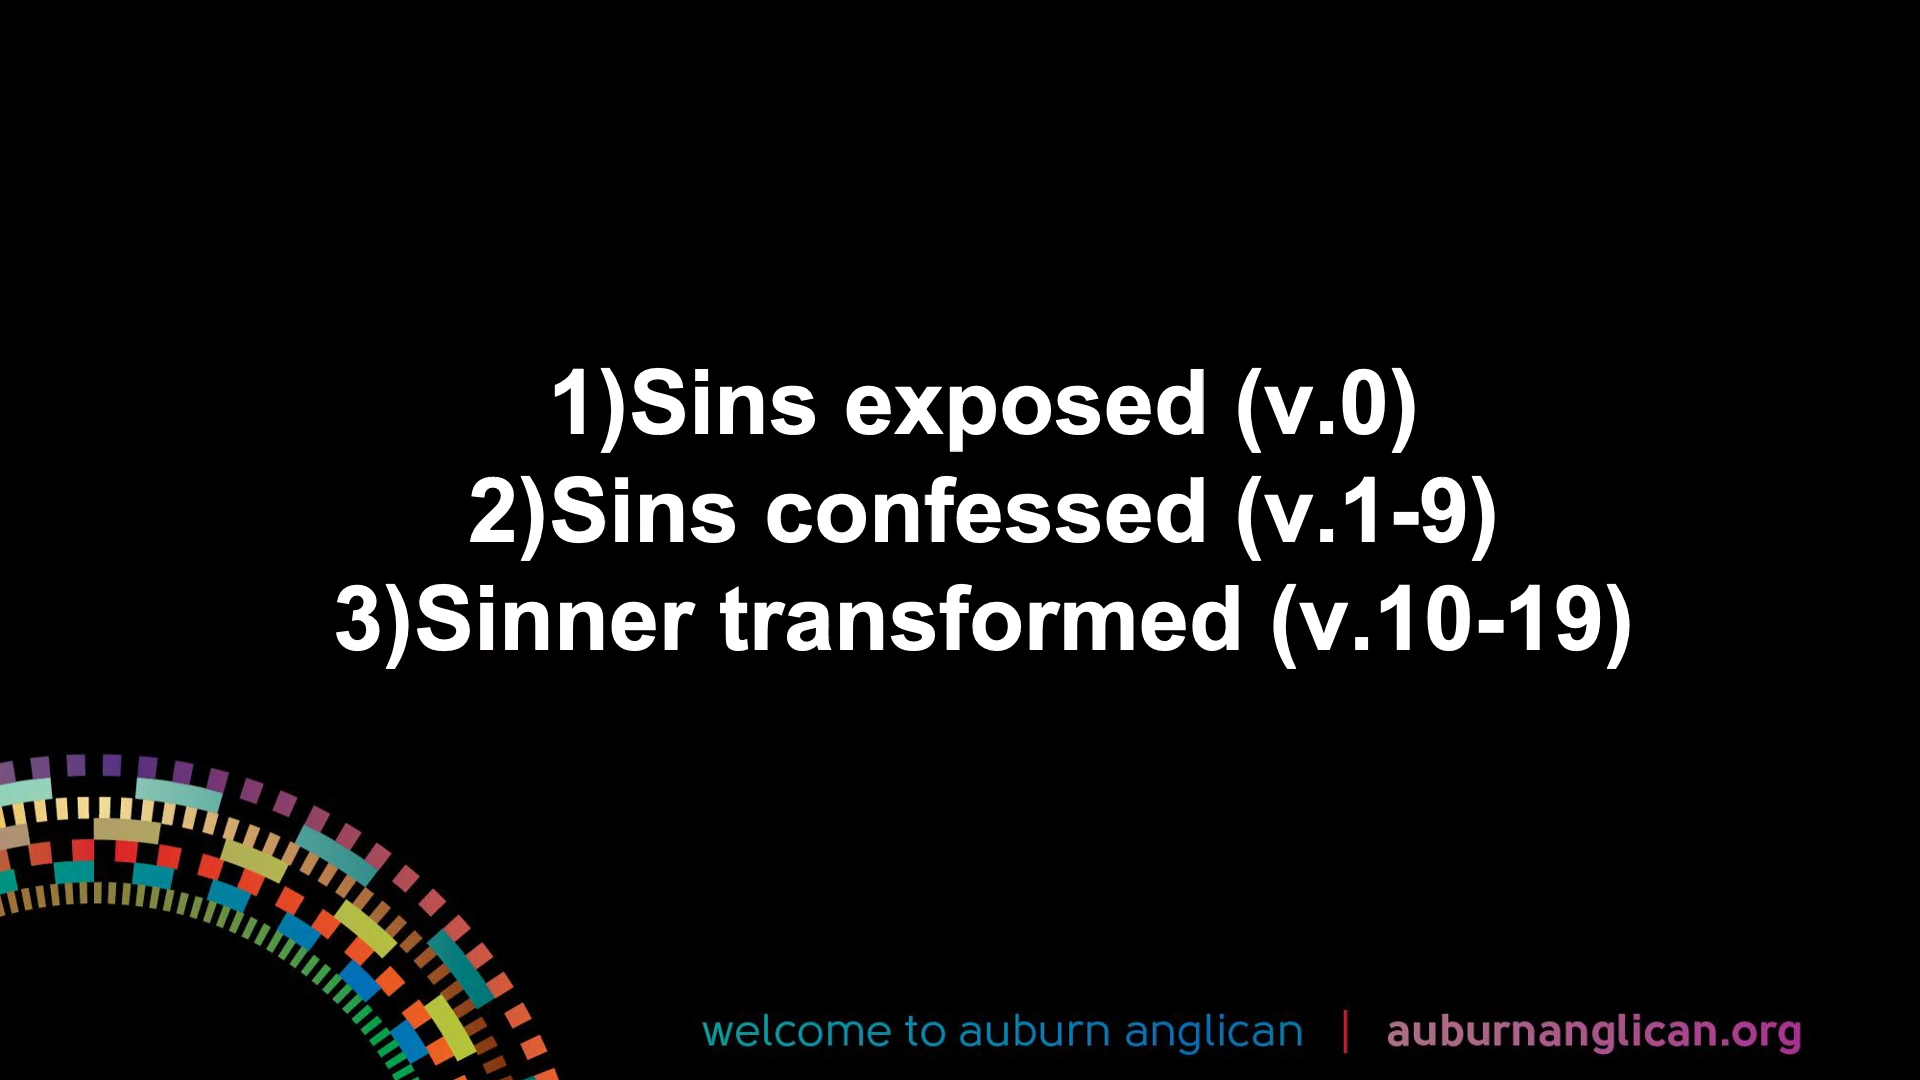 1)Sins exposed (v.0)
2)Sins confessed (v.1-9)
3)Sinner transformed (v.10-19)
welcome to auburn anglican | auburnanglican.org